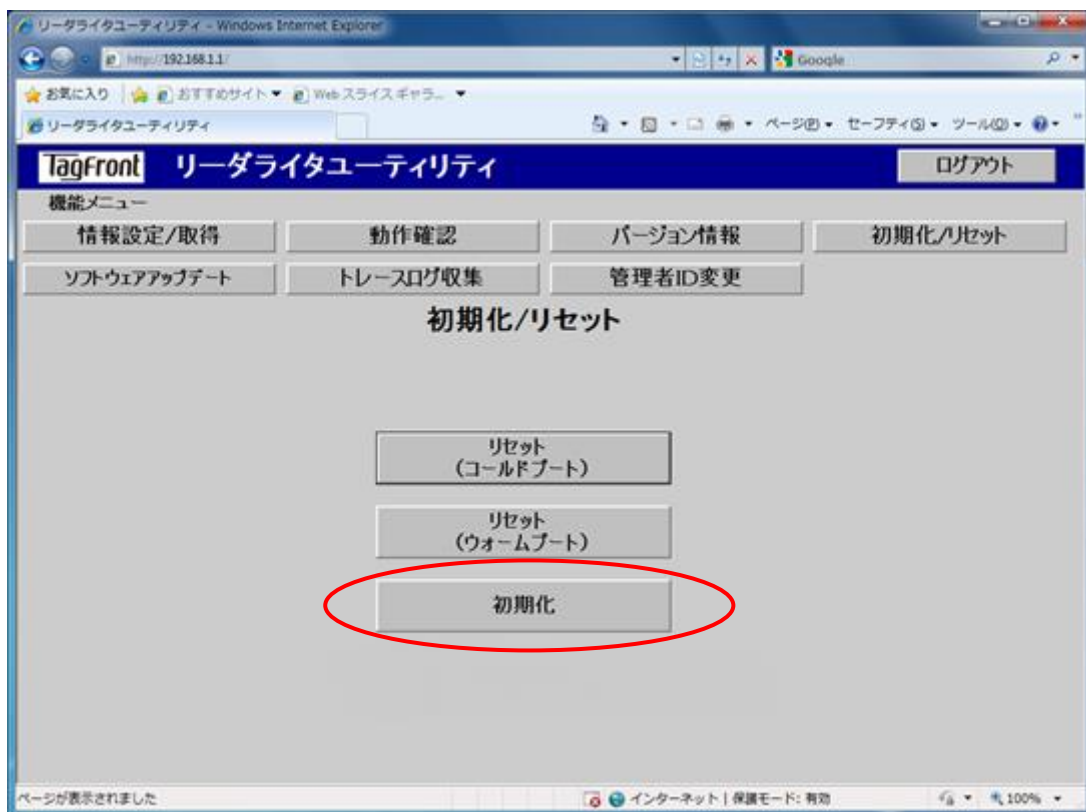 リーダライタユーティリティ - Windows Internet Explorer
http://192.168.1.1/
Google
お気に入り
おすすめサイト
Web スライス ギャラ...
リーダライタユーティリティ
ページ(P) セーフティ(S) ツール(O)
TagFront リーダライタユーティリティ ログアウト
機能メニュー
情報設定/取得 動作確認 バージョン情報 初期化/リセット
ソフトウェアアップデート トレースログ収集 管理者ID変更
初期化/リセット
リセット
(コールドブート)
リセット
(ウォームブート)
初期化
ページが表示されました インターネット | 保護モード: 有効 100%